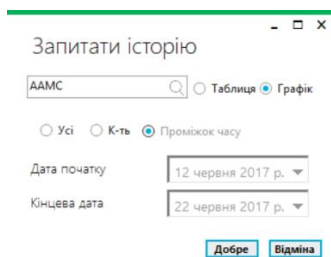 Запитати історію
ААМС Таблиця Графік
Усі К-ть Проміжок часу
Дата початку 12 червня 2017 р.
Кінцева дата 22 червня 2017 р.
Добре Відміна